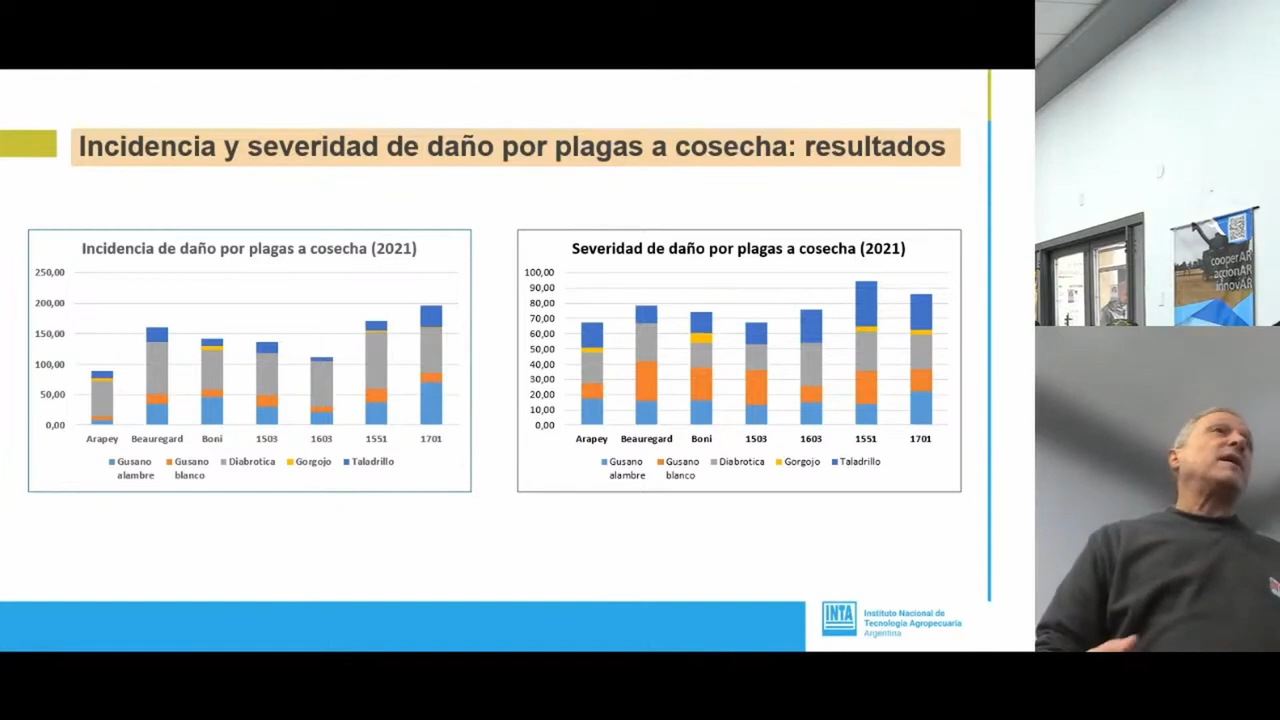 Incidencia y severidad de daño por plagas a cosecha: resultados
Incidencia de daño por plagas a cosecha (2021)
250,00
200,00
150,00
100,00
50,00
0,00
Arapey Beauregard Boni 1503 1603 1551 1701
Gusano alambre Gusano blanco Diabrotica Gorgojo Taladrillo
Severidad de daño por plagas a cosecha (2021)
100,00
90,00
80,00
70,00
60,00
50,00
40,00
30,00
20,00
10,00
0,00
Arapey Beauregard Boni 1503 1603 1551 1701
Gusano alambre Gusano blanco Diabrotica Gorgojo Taladrillo
INTA
Instituto Nacional de
Tecnología Agropecuaria
Argentina
cooperAR
accionAR
innovAR